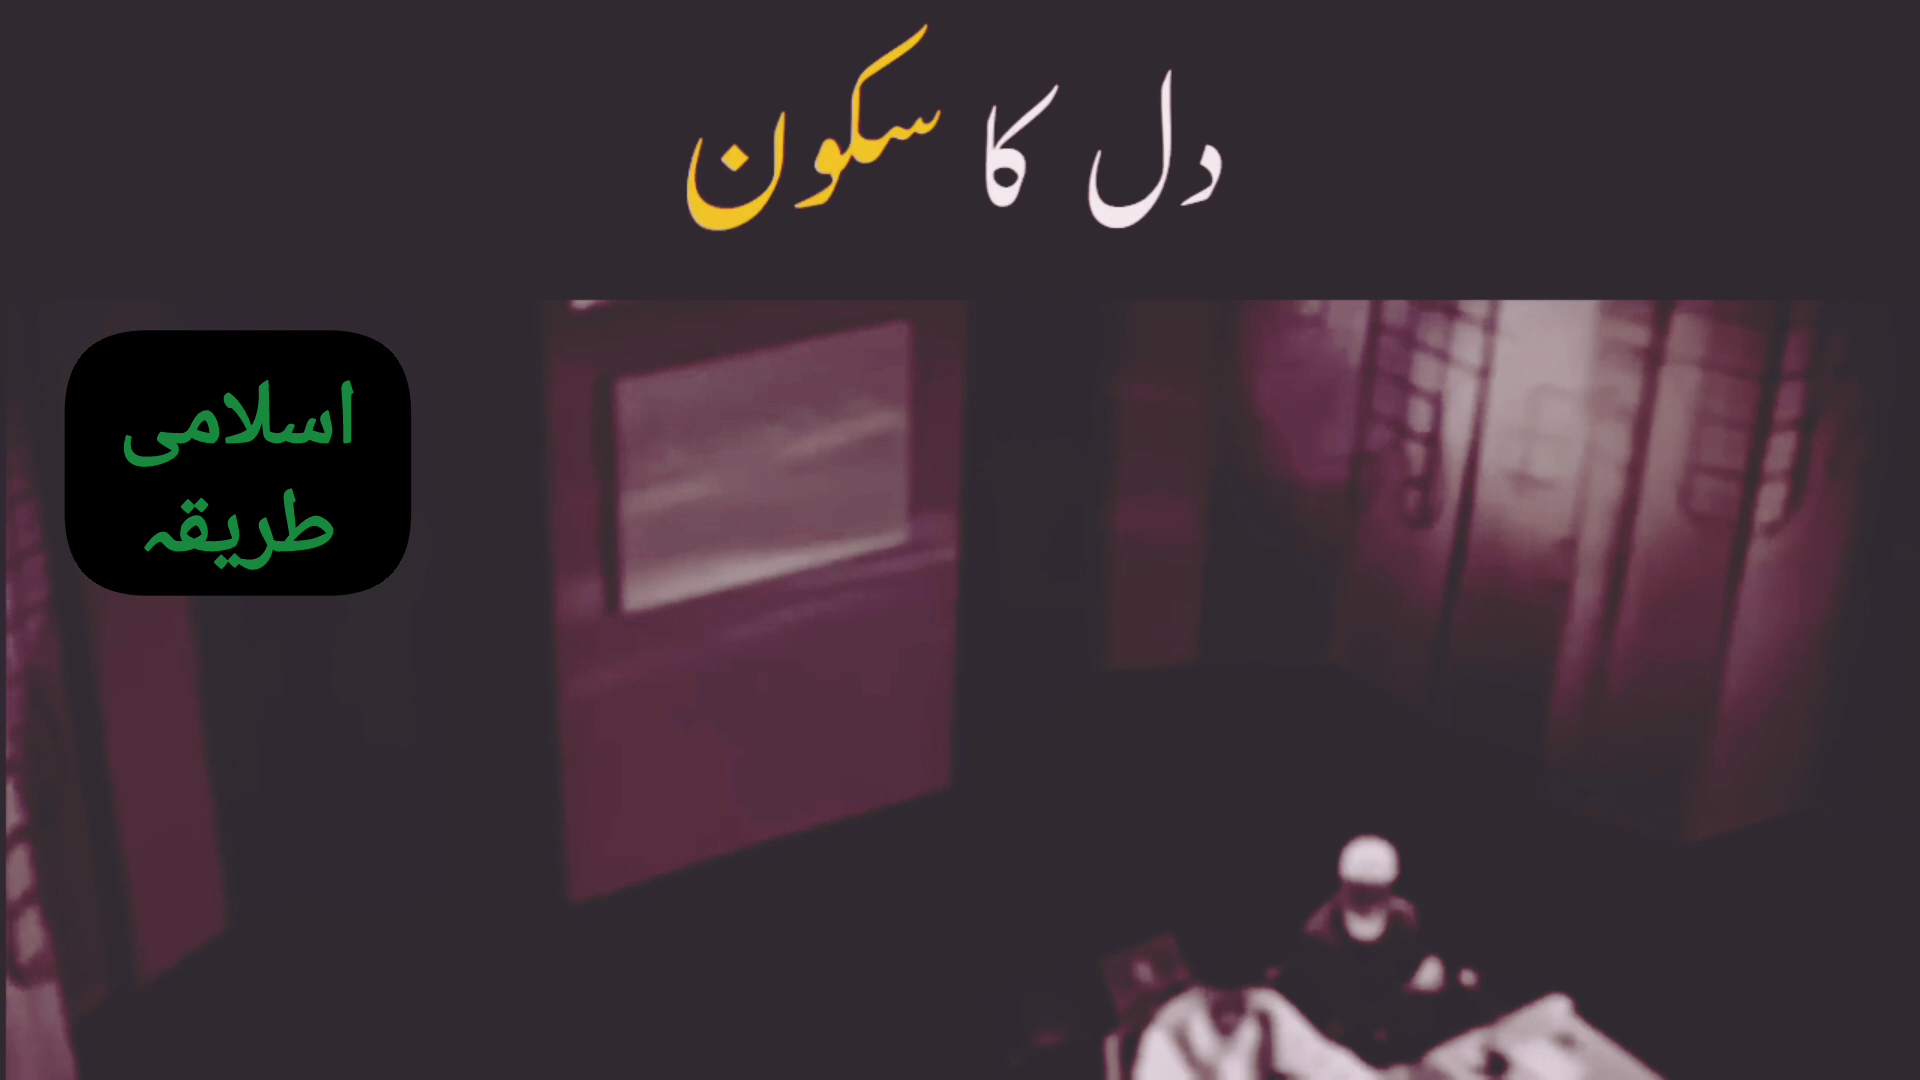 دل کا سکون
اسلامی
طریقہ